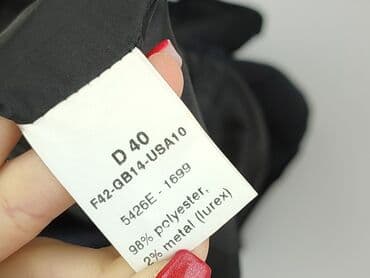 D 40
F42-GB14-USA10
5426E - 1699
98% polyester,
2% metal (lurex)